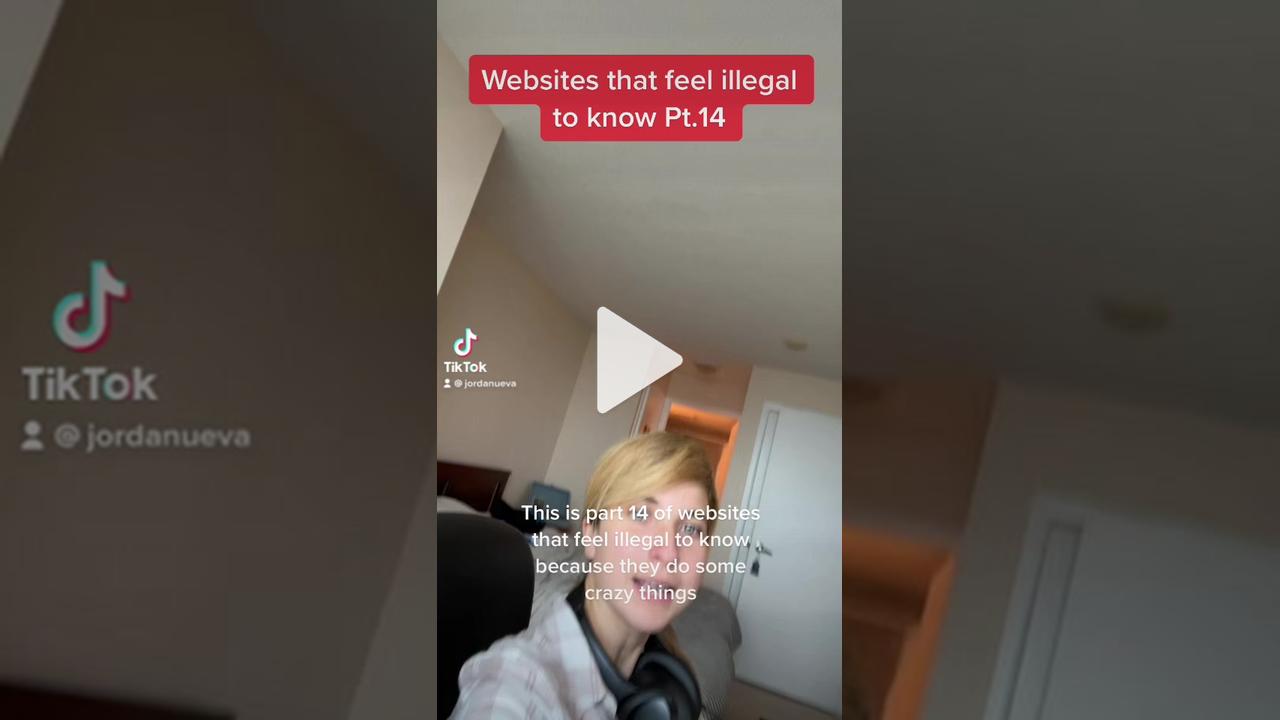 Websites that feel illegal
to know Pt.14
TikTok
@jordanueva
TikTok
@ jordanueva
This is part 14 of websites
that feel illegal to know
because they do some
crazy things